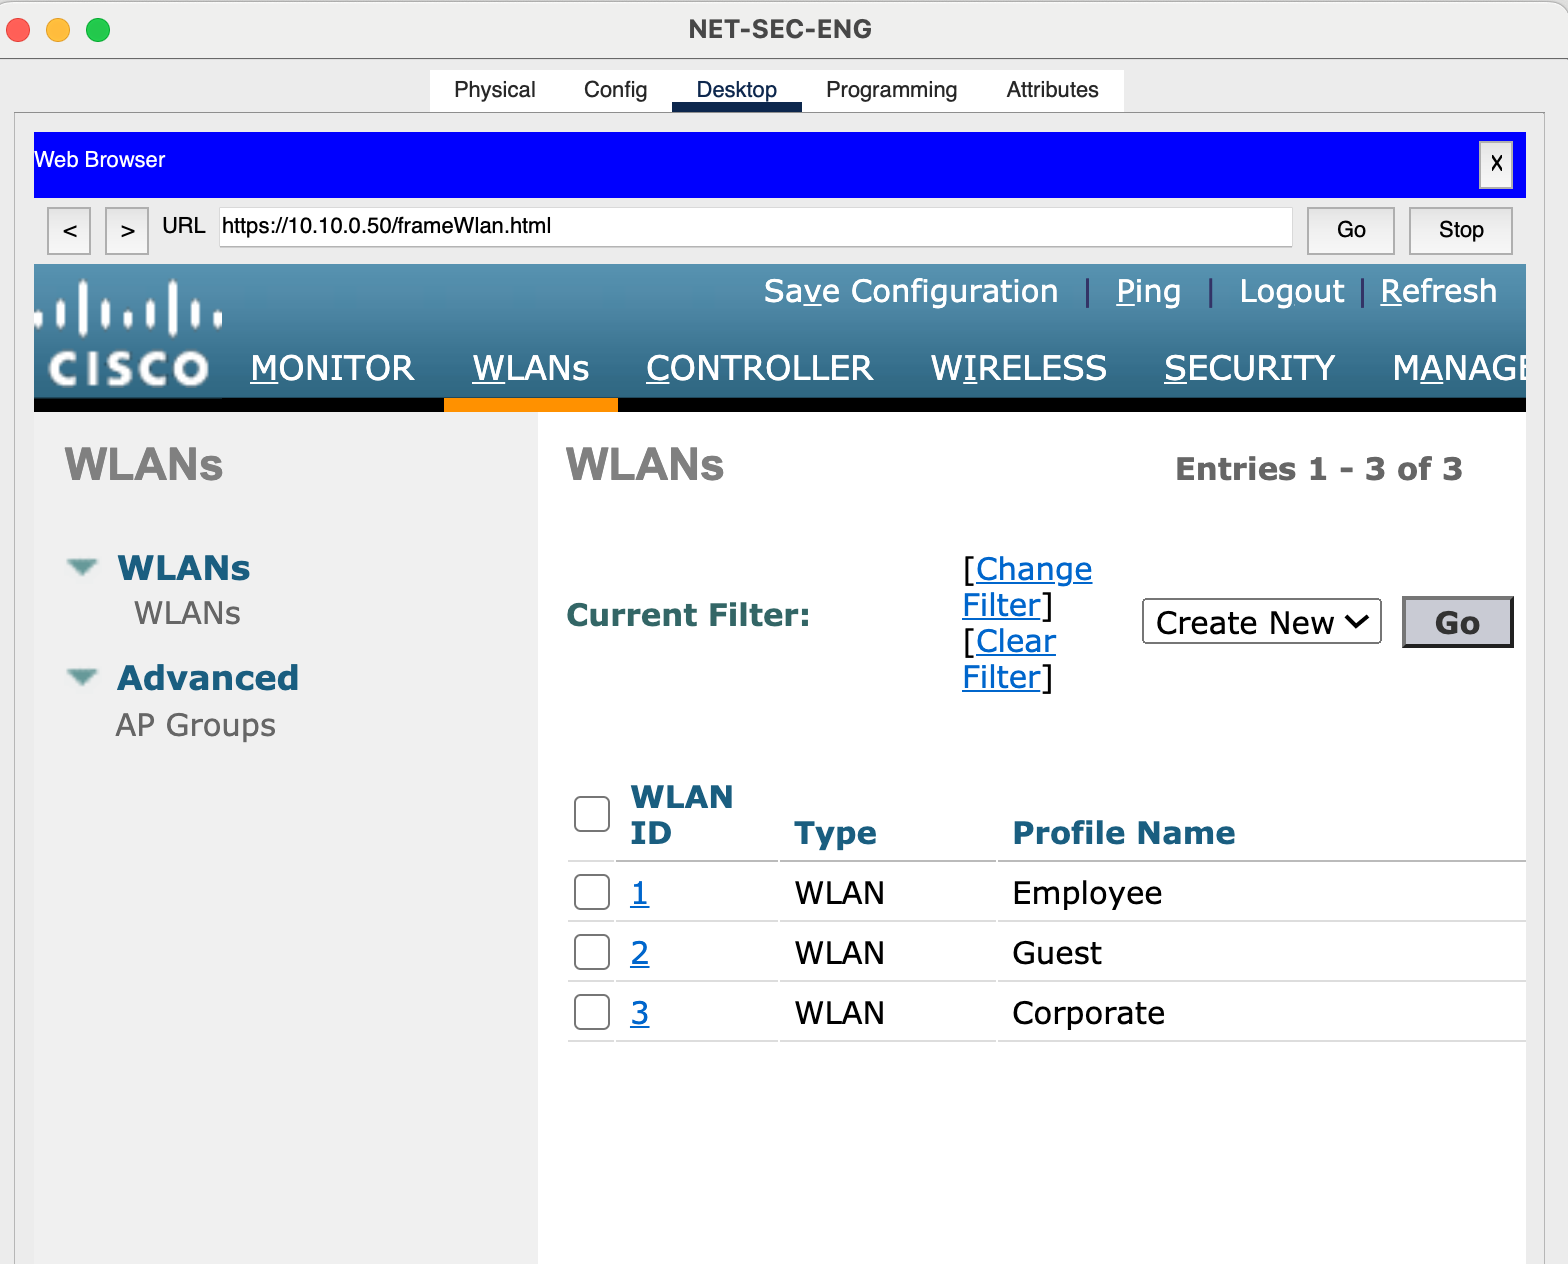 NET-SEC-ENG
Physical Config Desktop Programming Attributes
Web Browser
X
< > URL https://10.10.0.50/frameWlan.html Go Stop
Save Configuration | Ping | Logout | Refresh
CISCO MONITOR WLANs CONTROLLER WIRELESS SECURITY MANAGE
WLANs
WLANs
WLANs
Advanced
AP Groups
WLANs Entries 1 - 3 of 3
Current Filter:
[Change
Filter]
[Clear
Filter]
Create New Go
WLAN
ID Type Profile Name
1 WLAN Employee
2 WLAN Guest
3 WLAN Corporate